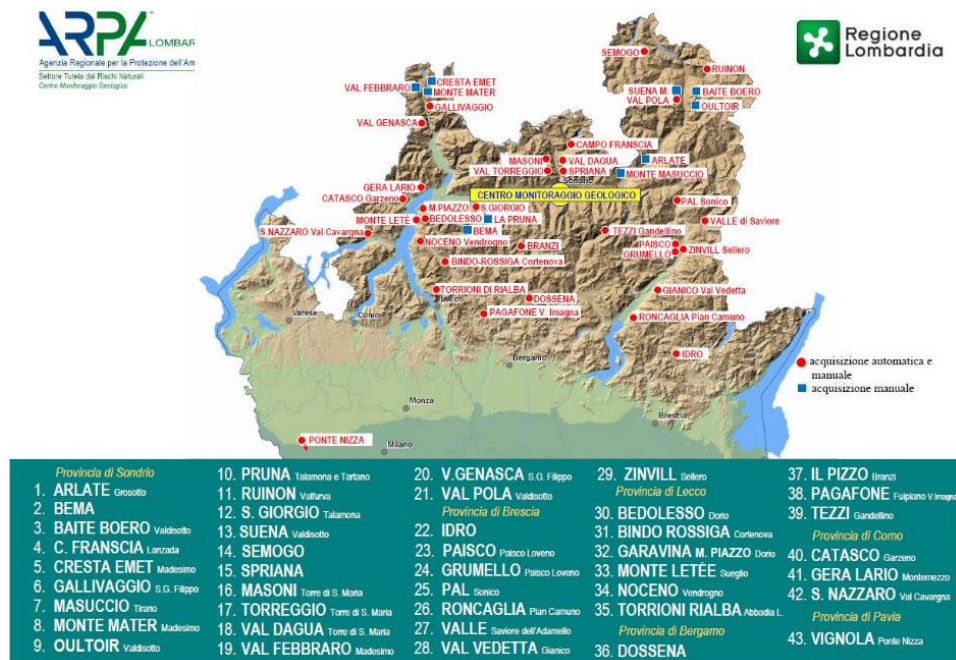 ARPA LOMBAR
Agenzia Regionale per la Protezione dell'Am
Settore Tutela dai Rischi Naturali
Centro Monitoraggio Geologico
Regione
Lombardia
SEMOGO
RUINON
CRESTA EMET
VAL FEBBRARO
MONTE MATER
SUENA M.
BAITE BOERO
VAL POLA
OULTOIR
GALLIVAGGIO
VAL GENASCA
CAMPO FRANSCIA
MASONI
VAL DAGUA
ARLATE
VAL TORREGGIO
SPRIANA
MONTE MASUCCIO
Sondrio
GERA LARIO
CENTRO MONITORAGGIO GEOLOGICO
CATASCO Garzeno
PAL Sonico
M.PIAZZO
S.GIORGIO
MONTE LETE
BEDOLESSO
LA PRUNA
VALLE di Saviore
S.NAZZARO Val Cavargna
BEMA
TEZZI Gandellino
NOCENO Vendrogno
BRANZI
PAISCO
ZINVILL Sellero
GRUMELLO
BINDO-ROSSIGA Cortenova
TORRIONI DI RIALBA
GIANICO Val Vedetta
Lecco
DOSSENA
Varese
Como
PAGAFONE V. Imagna
RONCAGLIA Pian Camuno
Bergamo
IDRO
acquisizione automatica e
manuale
acquisizione manuale
Monza
Brescia
PONTE NIZZA
Milano
Provincia di Sondrio
1. ARLATE Grosotto
2. BEMA
3. BAITE BOERO Valdisotto
4. C. FRANSCIA Lanzada
5. CRESTA EMET Madesimo
6. GALLIVAGGIO S.G. Filippo
7. MASUCCIO Tirano
8. MONTE MATER Madesimo
9. OULTOIR Valdisotto
10. PRUNA Talamona e Tartano
11. RUINON Valfurva
12. S. GIORGIO Talamona
13. SUENA Valdisotto
14. SEMOGO
15. SPRIANA
16. MASONI Torre di S. Maria
17. TORREGGIO Torre di S. Maria
18. VAL DAGUA Torre di S. Maria
19. VAL FEBBRARO Madesimo
20. V.GENASCA S.G. Filippo
21. VAL POLA Valdisotto
Provincia di Brescia
22. IDRO
23. PAISCO Paisco Loveno
24. GRUMELLO Paisco Loveno
25. PAL Sonico
26. RONCAGLIA Pian Camuno
27. VALLE Saviore dell'Adamello
28. VAL VEDETTA Gianico
29. ZINVILL Sellero
Provincia di Lecco
30. BEDOLESSO Dorio
31. BINDO ROSSIGA Cortenova
32. GARAVINA M. PIAZZO Dorio
33. MONTE LETÉE Sueglio
34. NOCENO Vendrogno
35. TORRIONI RIALBA Abbadia L.
Provincia di Bergamo
36. DOSSENA
37. IL PIZZO Branzi
38. PAGAFONE Fuipiano V.Imagna
39. TEZZI Gandellino
Provincia di Como
40. CATASCO Garzeno
41. GERA LARIO Montemezzo
42. S. NAZZARO Val Cavargna
Provincia di Pavia
43. VIGNOLA Ponte Nizza